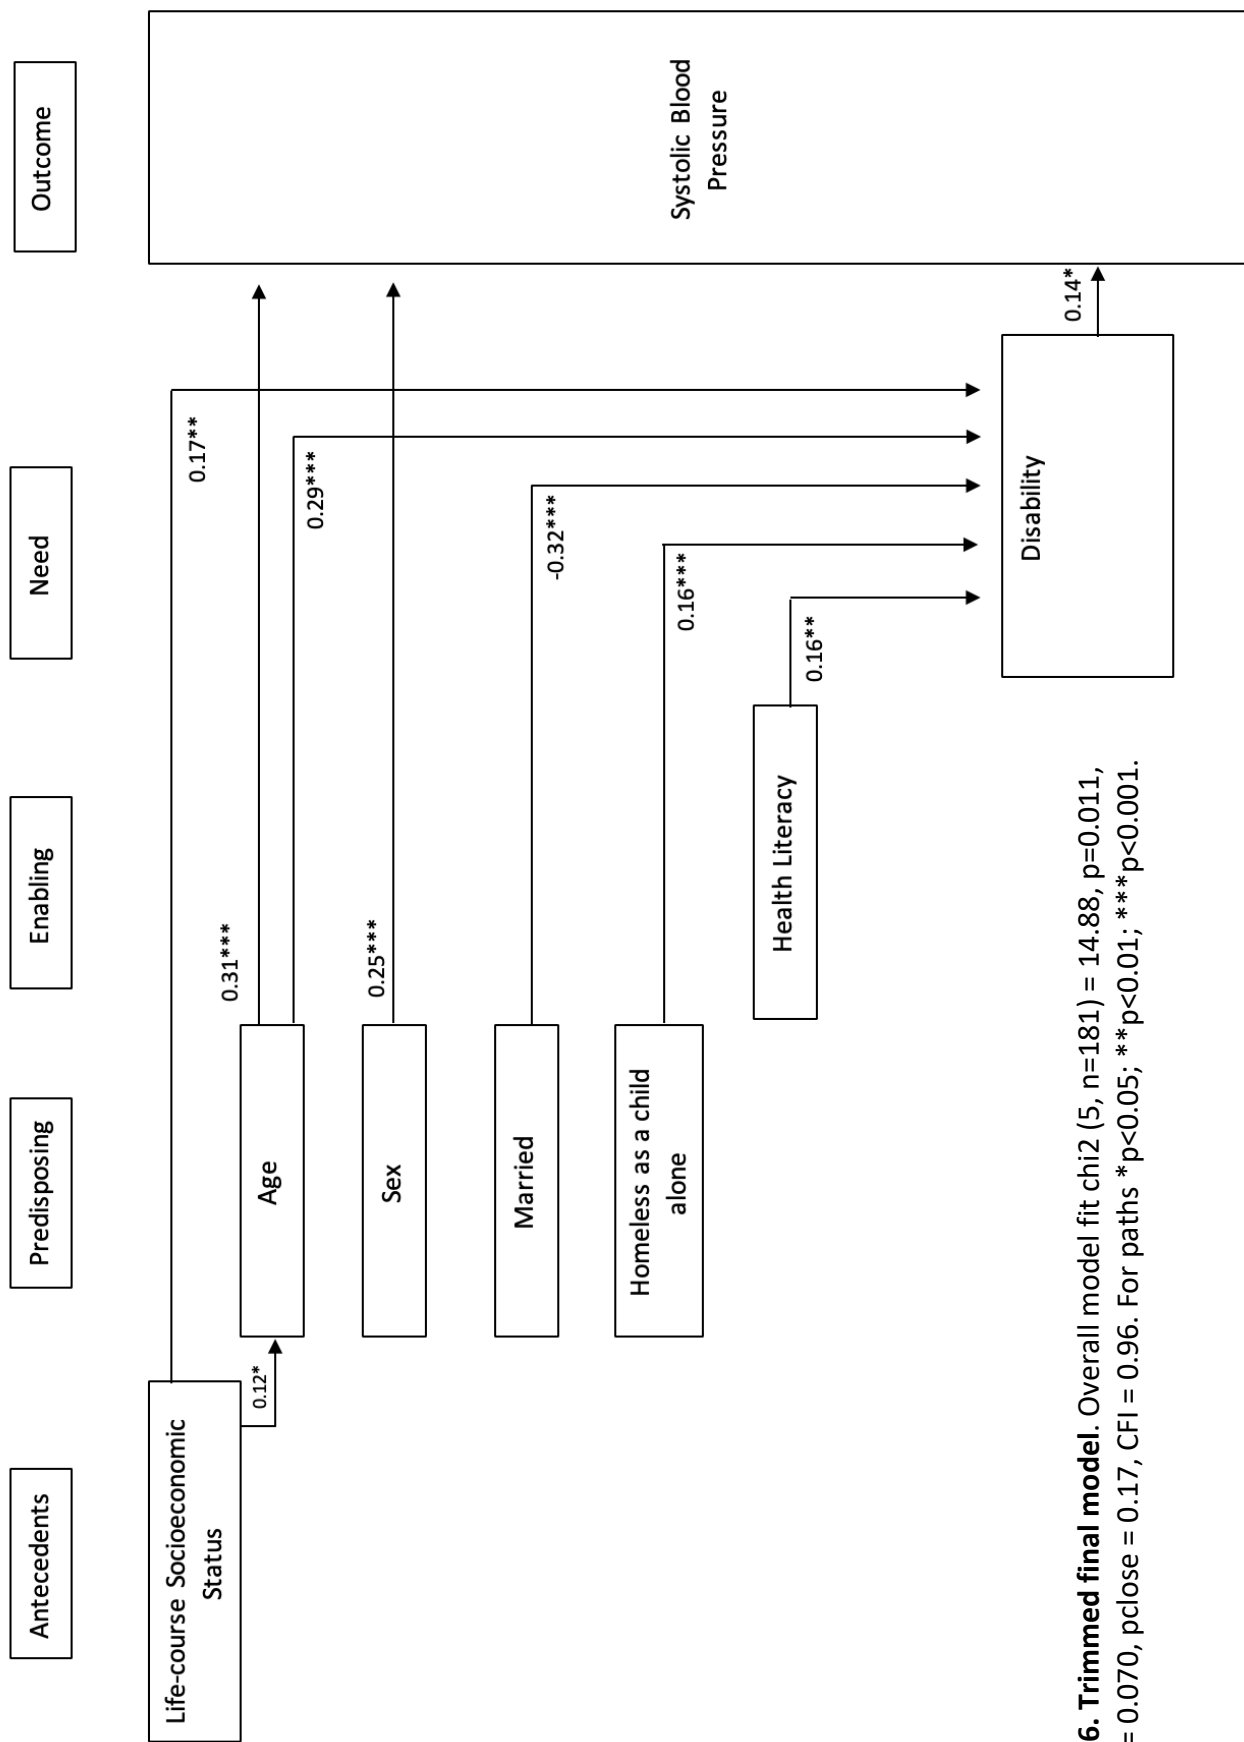 Antecedents
Predisposing
Enabling
Need
Outcome
Life-course Socioeconomic
Status
0.17**
0.12*
Age
0.31***
0.29***
Sex
0.25***
Married
-0.32***
Homeless as a child
alone
0.16***
Health Literacy
0.16**
Disability
0.14*
Systolic Blood
Pressure
6. Trimmed final model. Overall model fit chi2 (5, n=181) = 14.88, p=0.011,
= 0.070, pclose = 0.17, CFI = 0.96. For paths *p<0.05; **p<0.01; ***p<0.001.